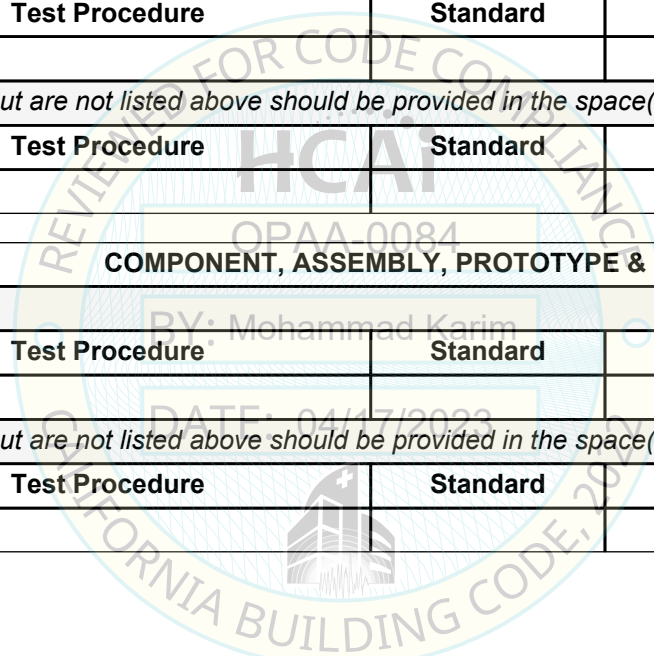 Test Procedure Standard
REVIEWED FOR CODE COMPLIANCE
ut are not listed above should be provided in the space(
Test Procedure Standard
HCAi
OPAA-0084
COMPONENT, ASSEMBLY, PROTOTYPE &
BY: Mohammad Karim
Test Procedure Standard
DATE: 04/17/2023
ut are not listed above should be provided in the space(
Test Procedure Standard
CALIFORNIA BUILDING CODE, 2022